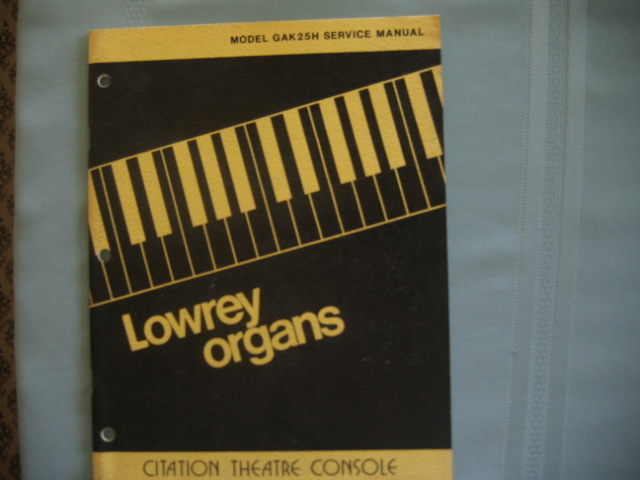 MODEL GAK25H SERVICE MANUAL
Lowrey
organs
CITATION THEATRE CONSOLE